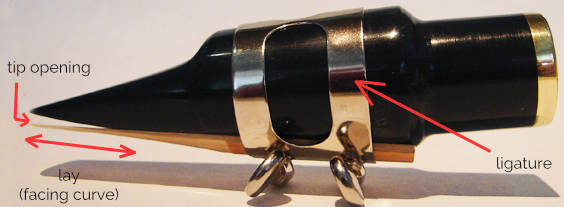 tip opening
lay
(facing curve)
ligature